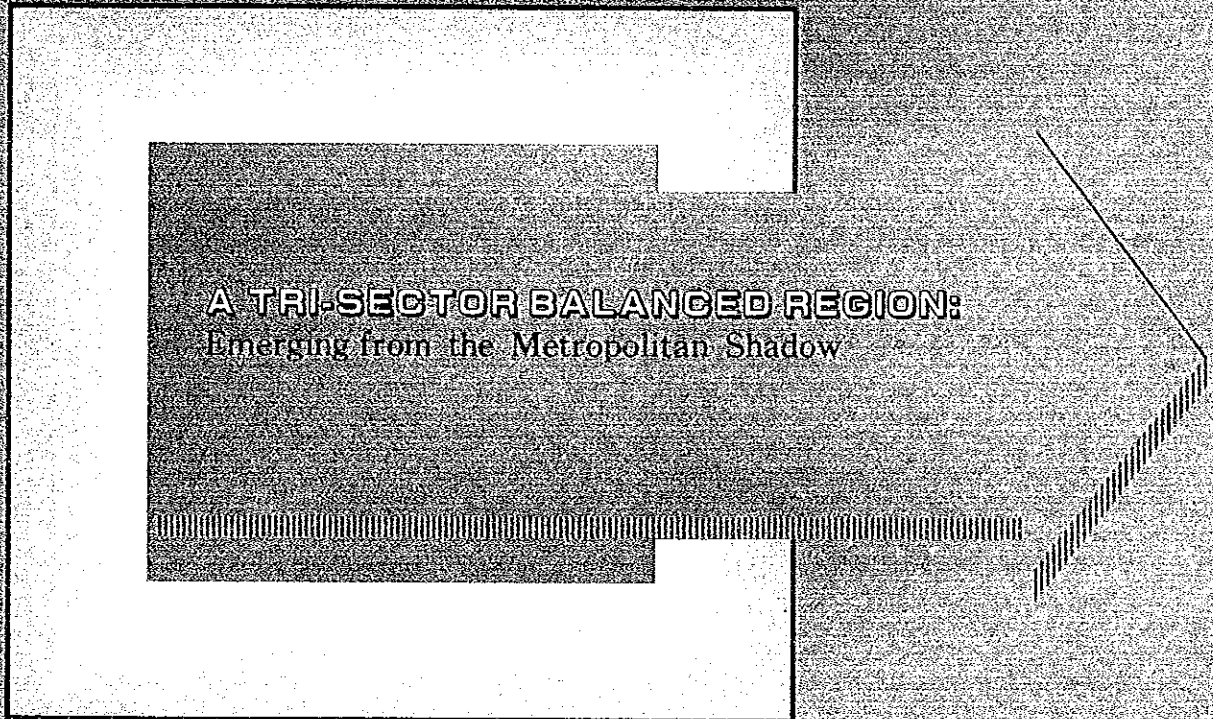 A TRI-SECTOR BALANCED REGION:
Emerging from the Metropolitan Shadow